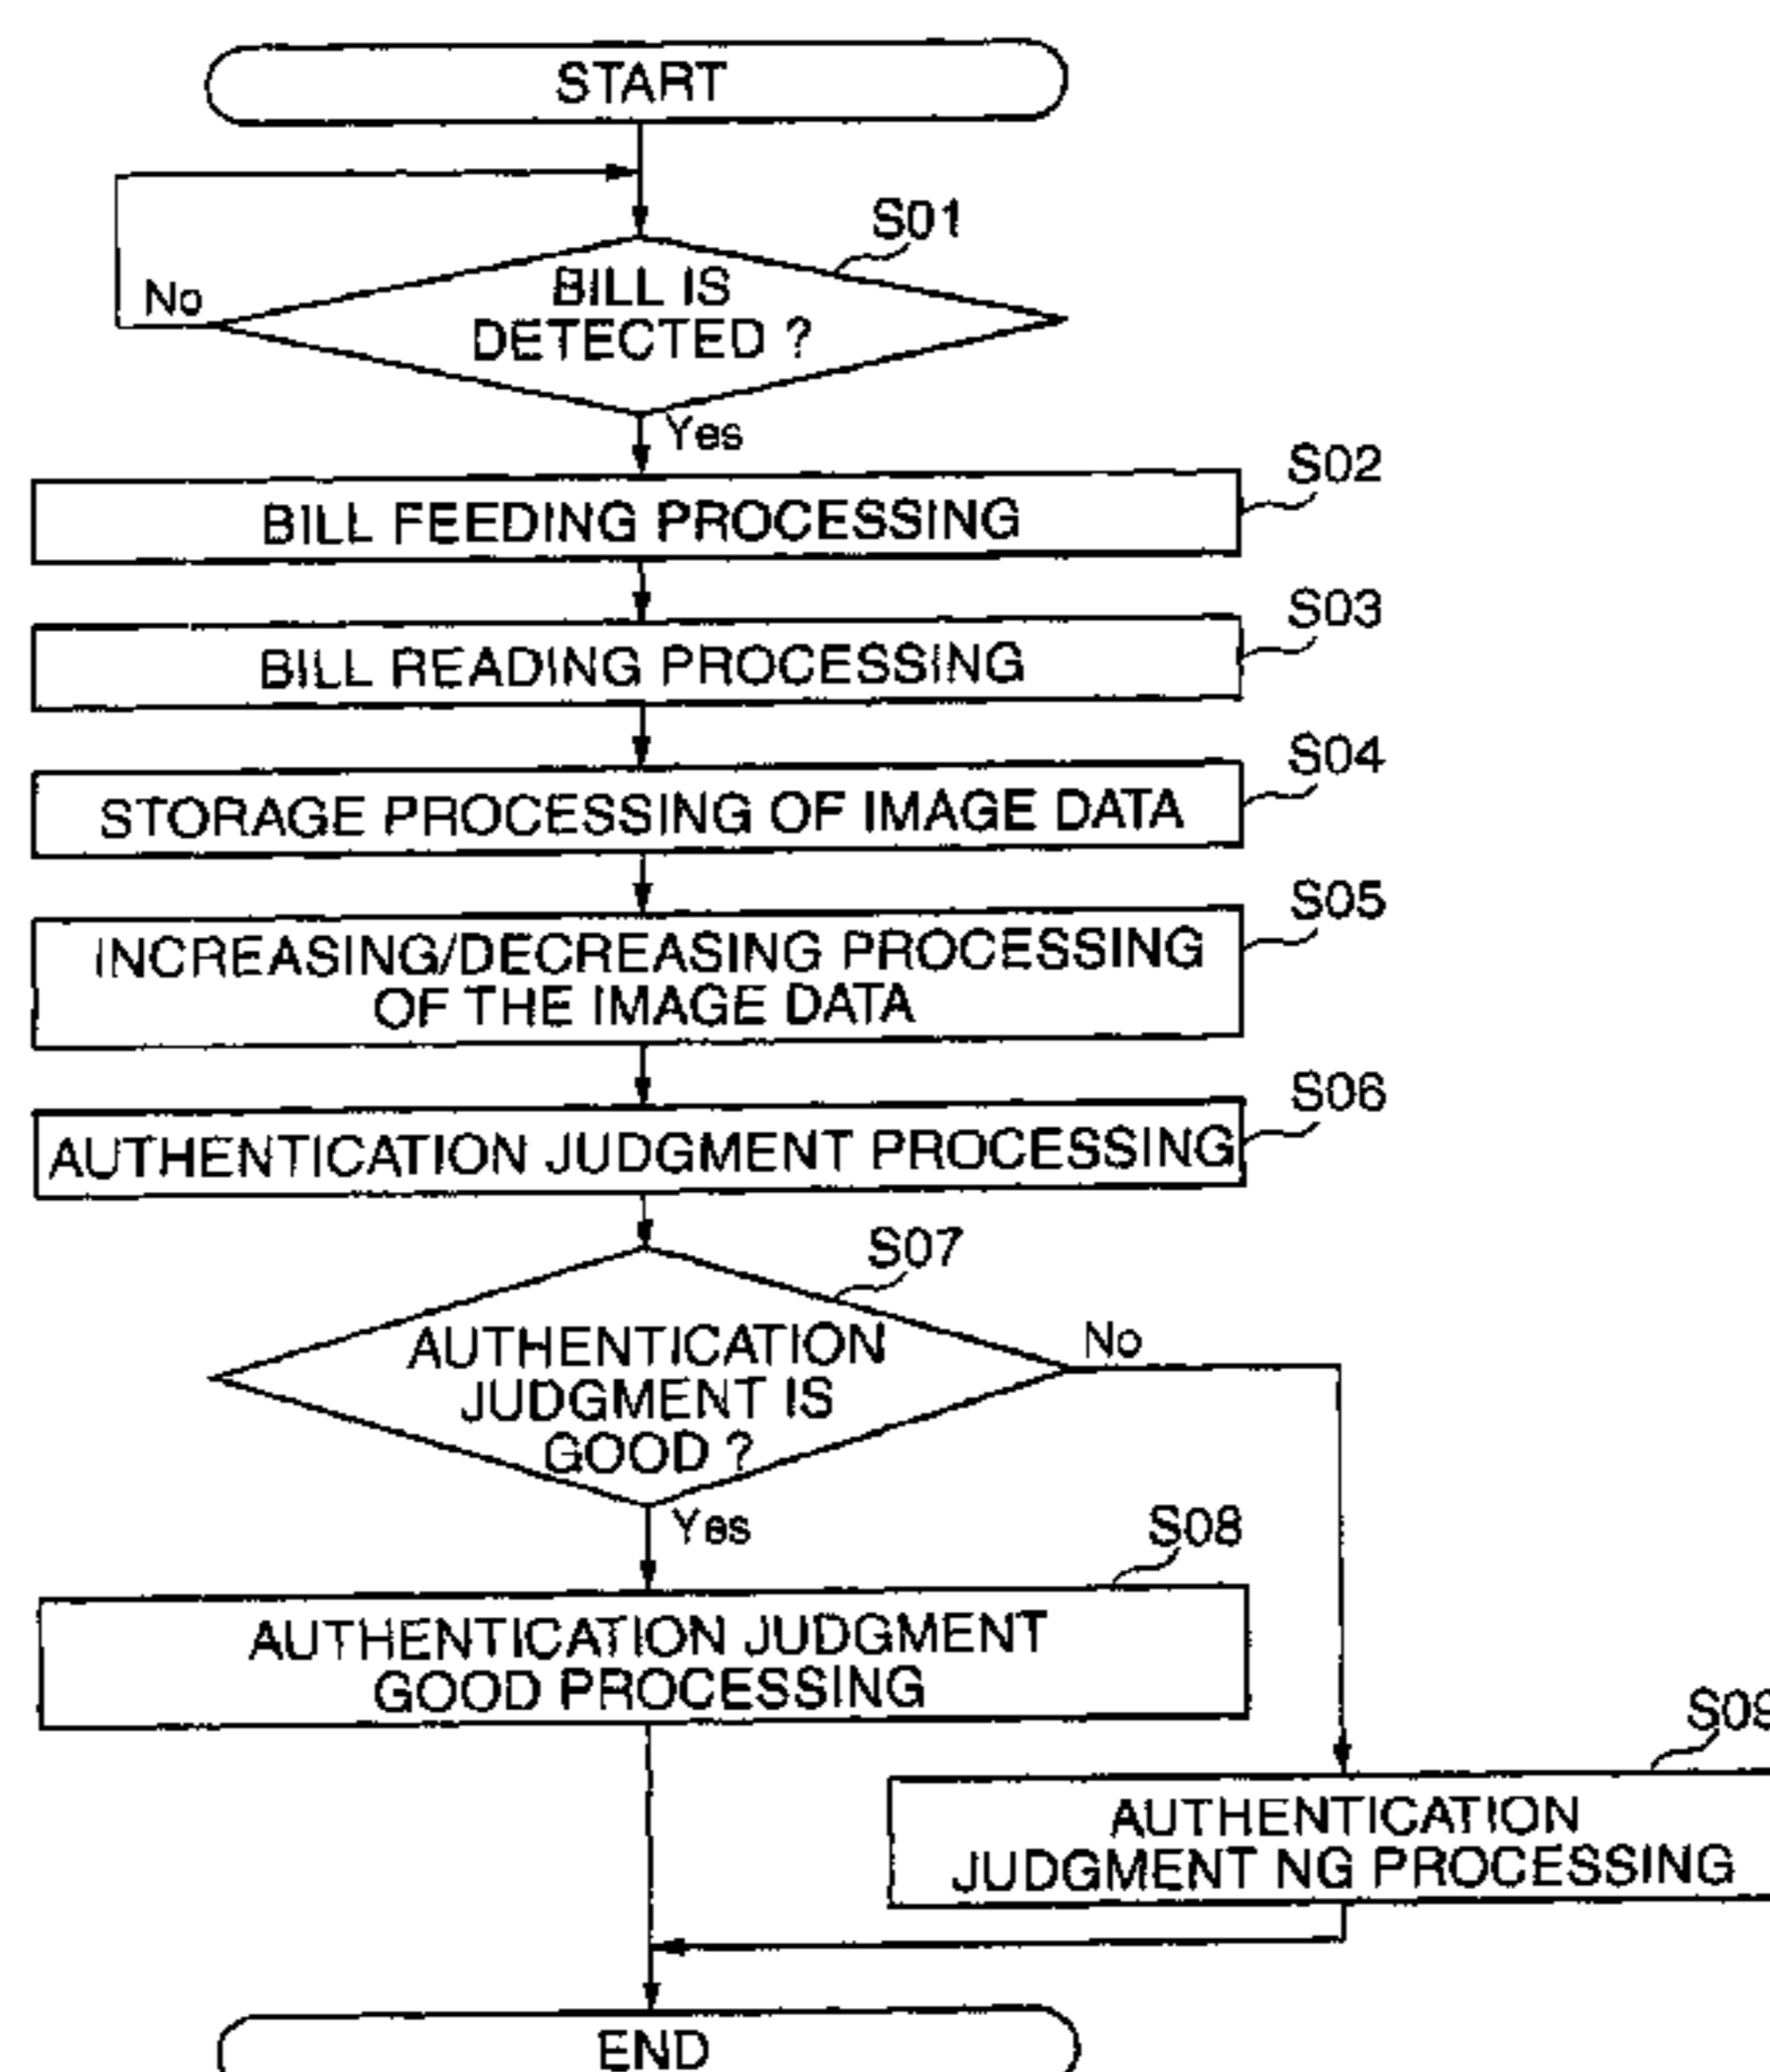 START
S01
No
BILL IS
DETECTED ?
Yes
S02
BILL FEEDING PROCESSING
S03
BILL READING PROCESSING
S04
STORAGE PROCESSING OF IMAGE DATA
S05
INCREASING/DECREASING PROCESSING
OF THE IMAGE DATA
S06
AUTHENTICATION JUDGMENT PROCESSING
S07
No
AUTHENTICATION
JUDGMENT IS
GOOD ?
Yes
S08
AUTHENTICATION JUDGMENT
GOOD PROCESSING
S09
AUTHENTICATION
JUDGMENT NG PROCESSING
END